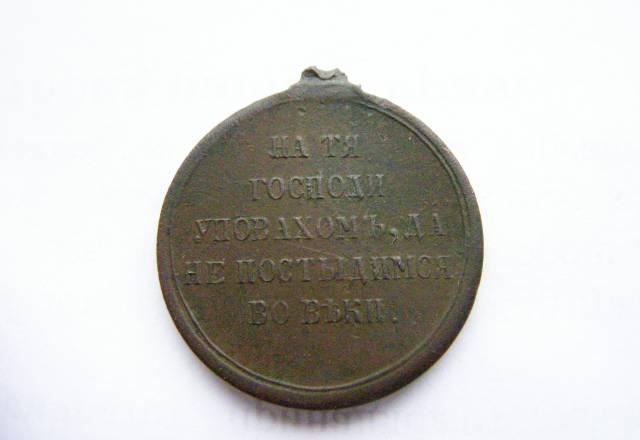 НА ТЯ
ГОСПОДИ
УПОВАХОМЪ, ДА
НЕ ПОСТЫДИМСЯ
ВО ВѢКИ.